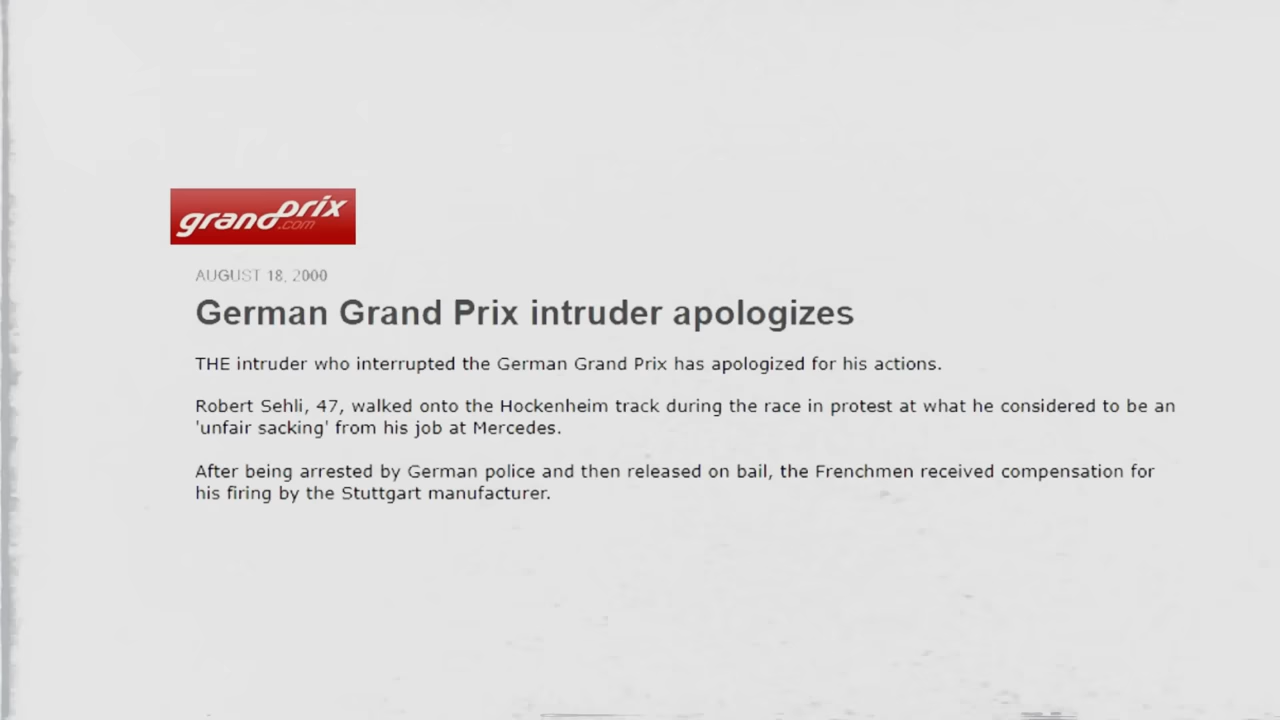 grandprix
.com
AUGUST 18, 2000
German Grand Prix intruder apologizes
THE intruder who interrupted the German Grand Prix has apologized for his actions.
Robert Sehli, 47, walked onto the Hockenheim track during the race in protest at what he considered to be an
'unfair sacking' from his job at Mercedes.
After being arrested by German police and then released on bail, the Frenchmen received compensation for
his firing by the Stuttgart manufacturer.